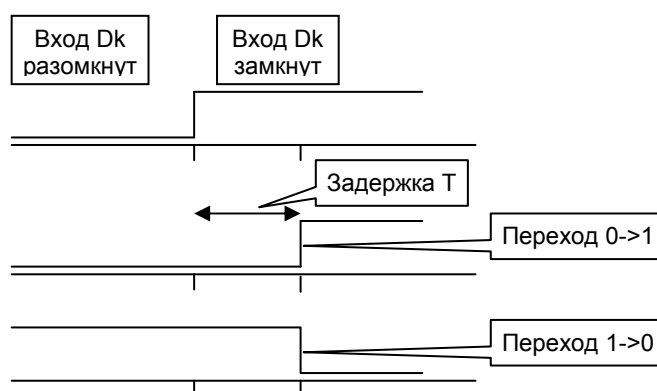 Вход Dk
разомкнут
Вход Dk
замкнут
Задержка T
Переход 0->1
Переход 1->0